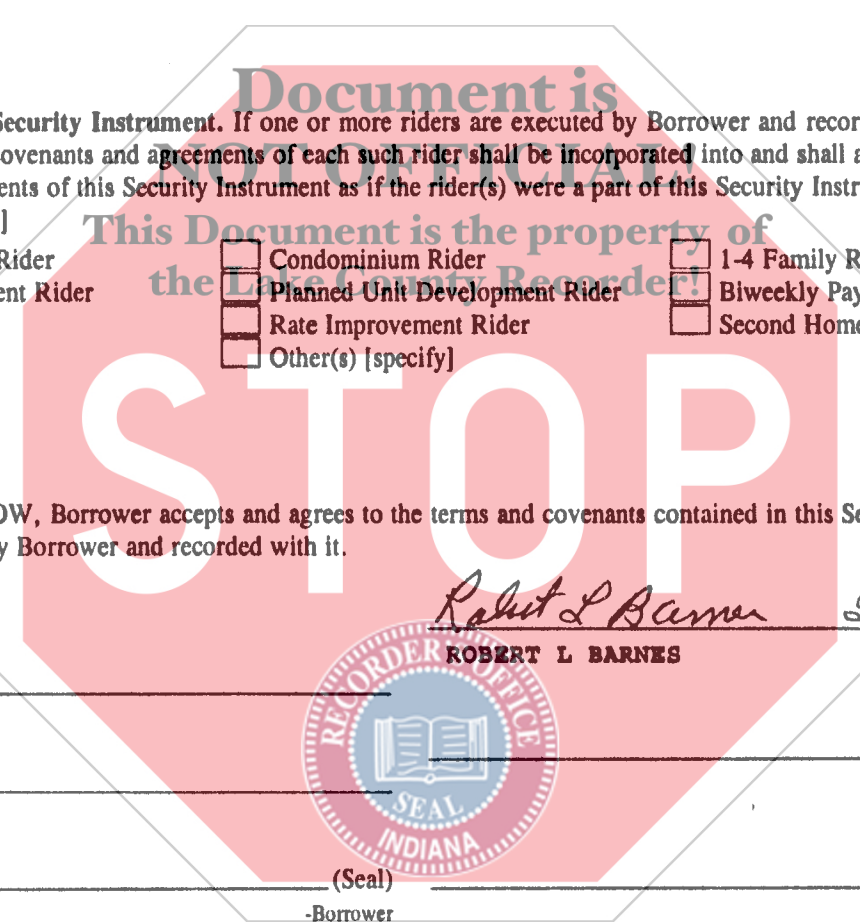 Document is
Security Instrument. If one or more riders are executed by Borrower and recor
ovenants and agreements of each such rider shall be incorporated into and shall a
NOT OFFICIAL!
ents of this Security Instrument as if the rider(s) were a part of this Security Instr
]
This Document is the property of
Rider Condominium Rider 1-4 Family R
the Lake County Recorder!
ent Rider Planned Unit Development Rider Biweekly Pay
Rate Improvement Rider Second Home
Other(s) [specify]
STOP
OW, Borrower accepts and agrees to the terms and covenants contained in this Se
y Borrower and recorded with it.
Robert L Barnes
ROBERT L BARNES
RECORDER'S OFFICE
SEAL
INDIANA
(Seal)
-Borrower